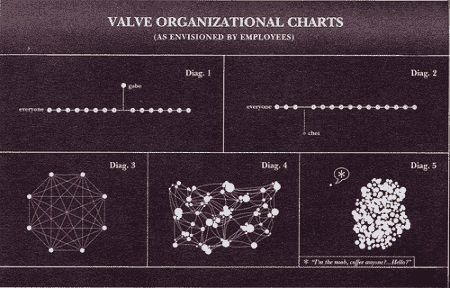 VALVE ORGANIZATIONAL CHARTS
(AS ENVISIONED BY EMPLOYEES)
Diag. 1
gabe
everyone
Diag. 2
everyone
chet
Diag. 3
Diag. 4
Diag. 5
*
* "I'm the noob, coffee anyone?...Hello?"